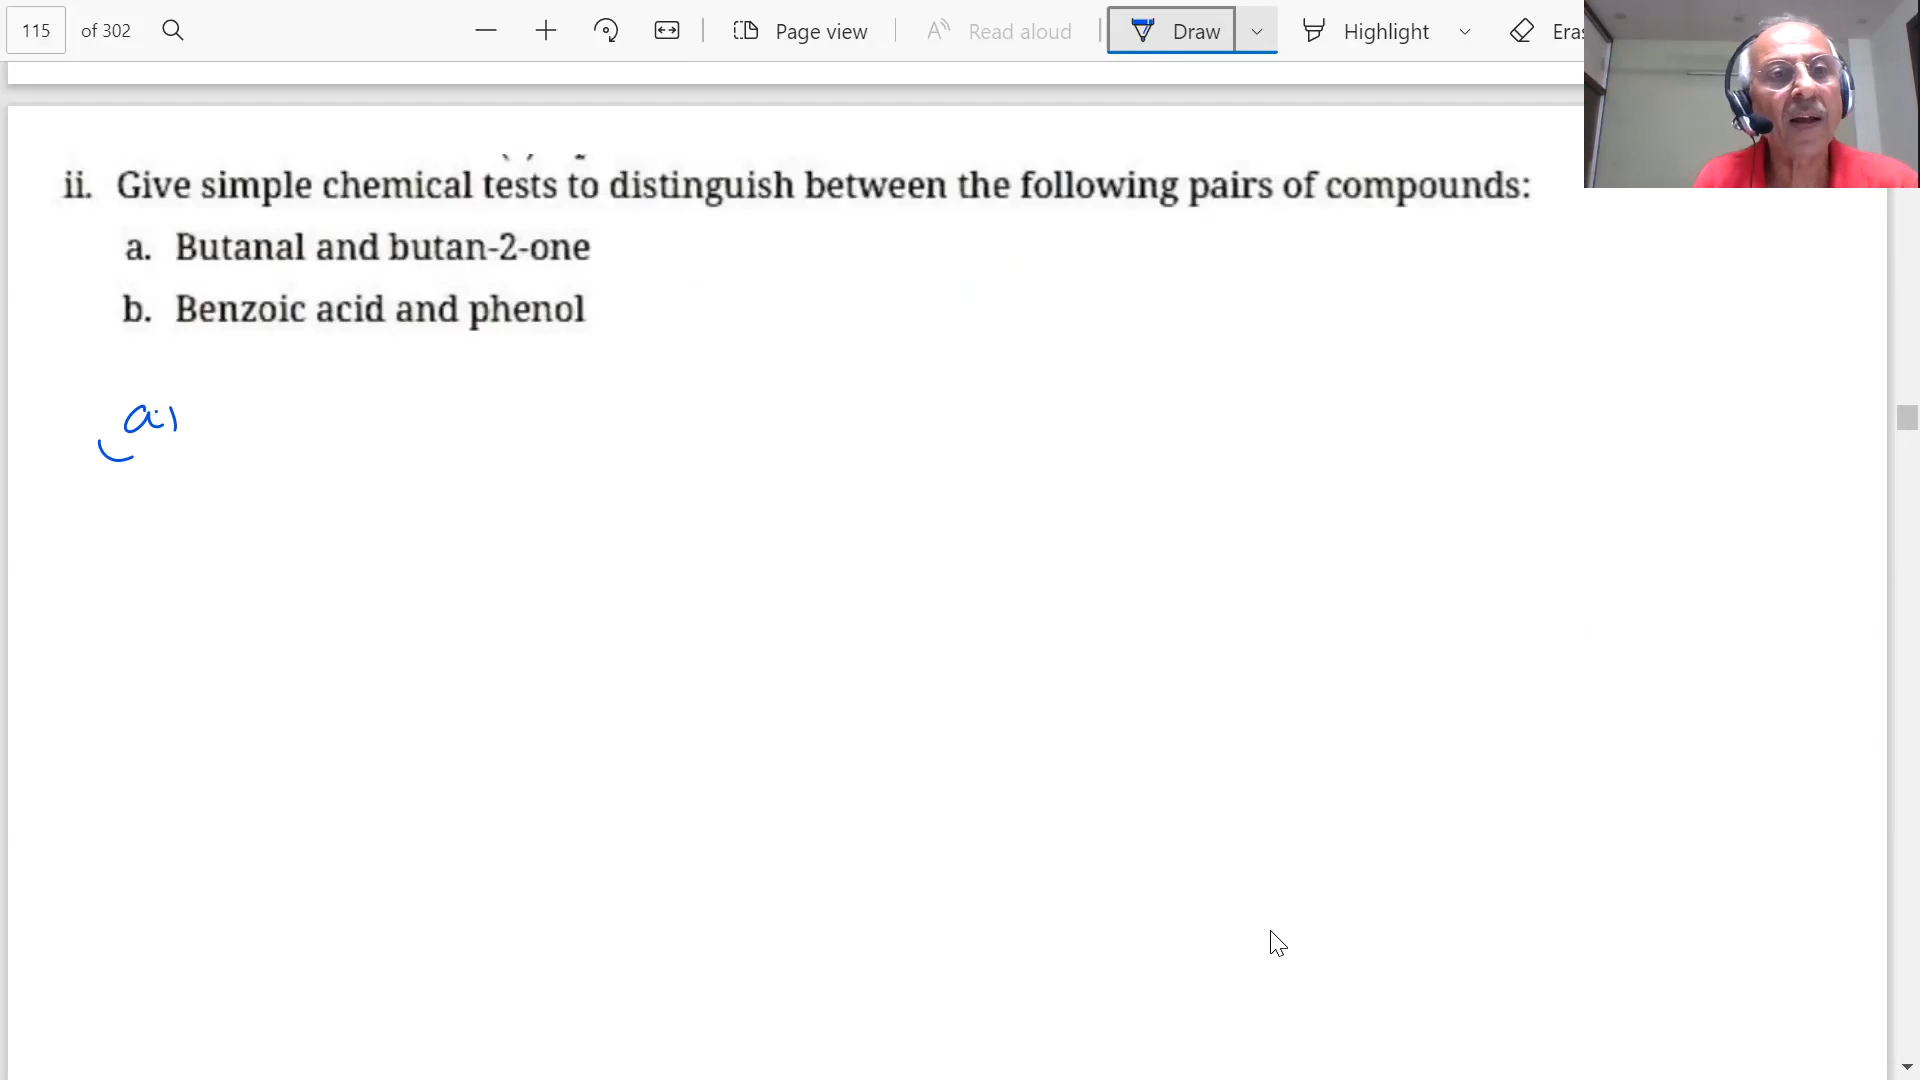 115 of 302 Page view Read aloud Draw Highlight Eras
ii. Give simple chemical tests to distinguish between the following pairs of compounds:
a. Butanal and butan-2-one
b. Benzoic acid and phenol